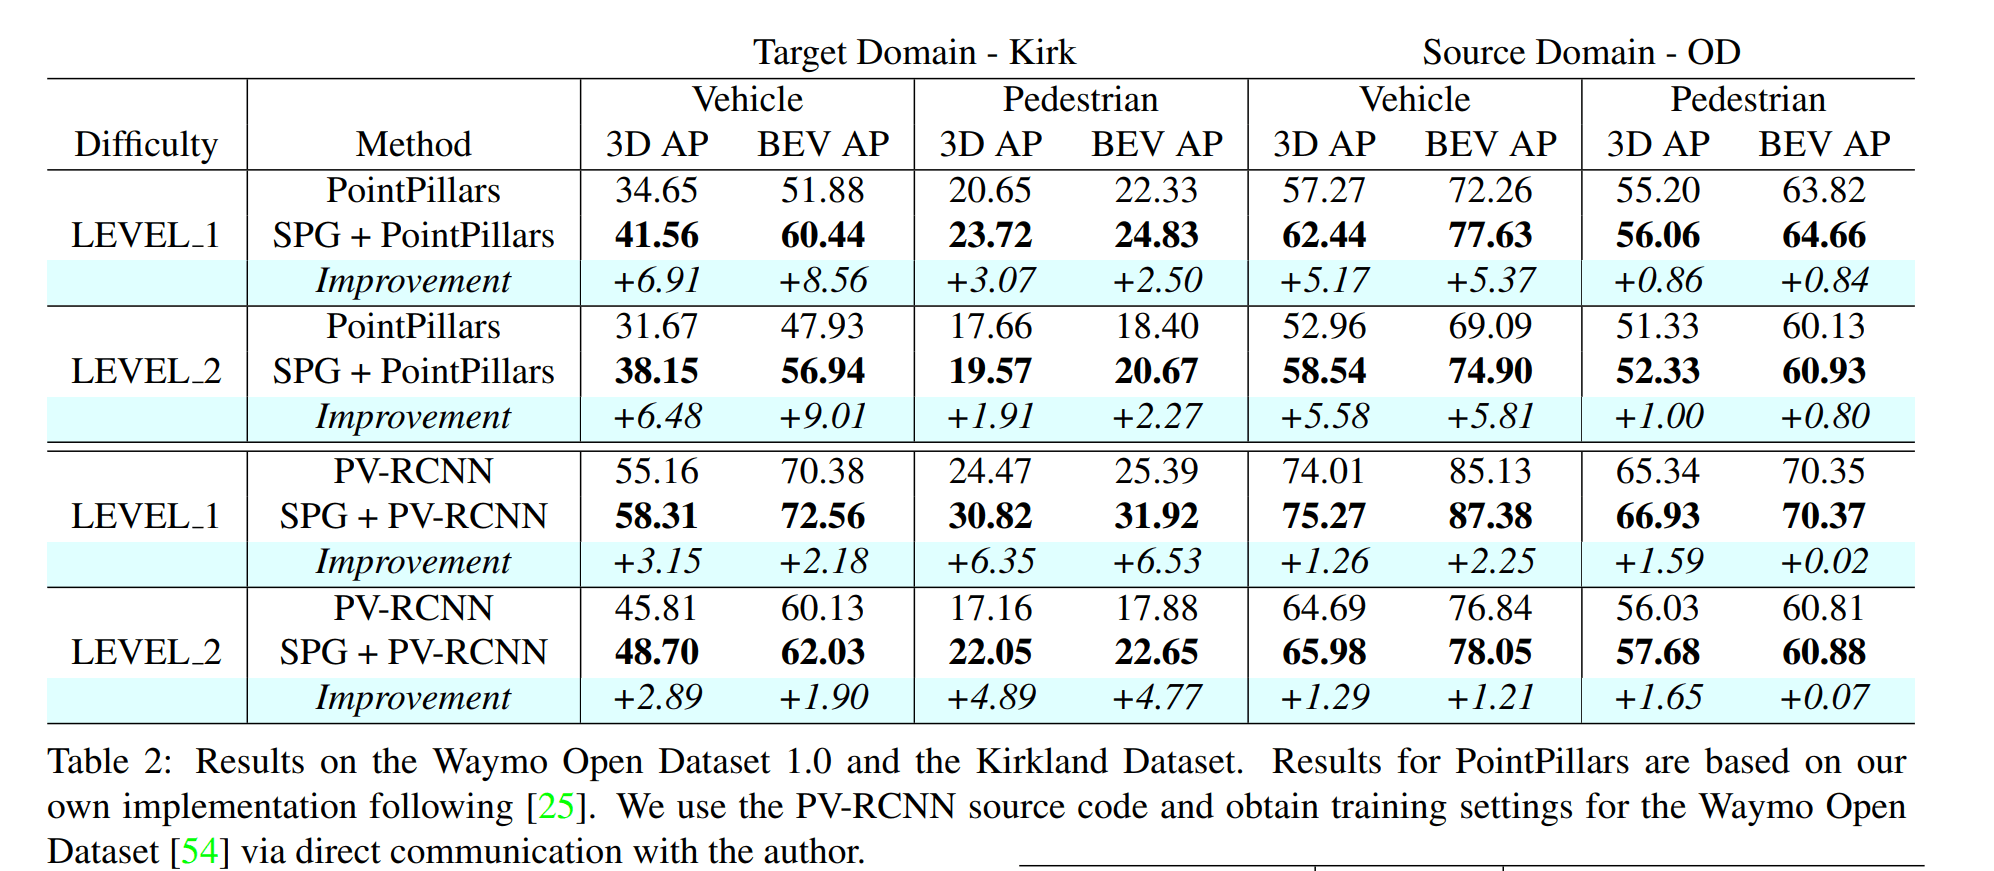 Target Domain - Kirk Source Domain - OD
Vehicle Pedestrian Vehicle Pedestrian
Difficulty Method 3D AP BEV AP 3D AP BEV AP 3D AP BEV AP 3D AP BEV AP
PointPillars 34.65 51.88 20.65 22.33 57.27 72.26 55.20 63.82
LEVEL_1 SPG + PointPillars 41.56 60.44 23.72 24.83 62.44 77.63 56.06 64.66
Improvement +6.91 +8.56 +3.07 +2.50 +5.17 +5.37 +0.86 +0.84
PointPillars 31.67 47.93 17.66 18.40 52.96 69.09 51.33 60.13
LEVEL_2 SPG + PointPillars 38.15 56.94 19.57 20.67 58.54 74.90 52.33 60.93
Improvement +6.48 +9.01 +1.91 +2.27 +5.58 +5.81 +1.00 +0.80
PV-RCNN 55.16 70.38 24.47 25.39 74.01 85.13 65.34 70.35
LEVEL_1 SPG + PV-RCNN 58.31 72.56 30.82 31.92 75.27 87.38 66.93 70.37
Improvement +3.15 +2.18 +6.35 +6.53 +1.26 +2.25 +1.59 +0.02
PV-RCNN 45.81 60.13 17.16 17.88 64.69 76.84 56.03 60.81
LEVEL_2 SPG + PV-RCNN 48.70 62.03 22.05 22.65 65.98 78.05 57.68 60.88
Improvement +2.89 +1.90 +4.89 +4.77 +1.29 +1.21 +1.65 +0.07
Table 2: Results on the Waymo Open Dataset 1.0 and the Kirkland Dataset. Results for PointPillars are based on our
own implementation following [25]. We use the PV-RCNN source code and obtain training settings for the Waymo Open
Dataset [54] via direct communication with the author.